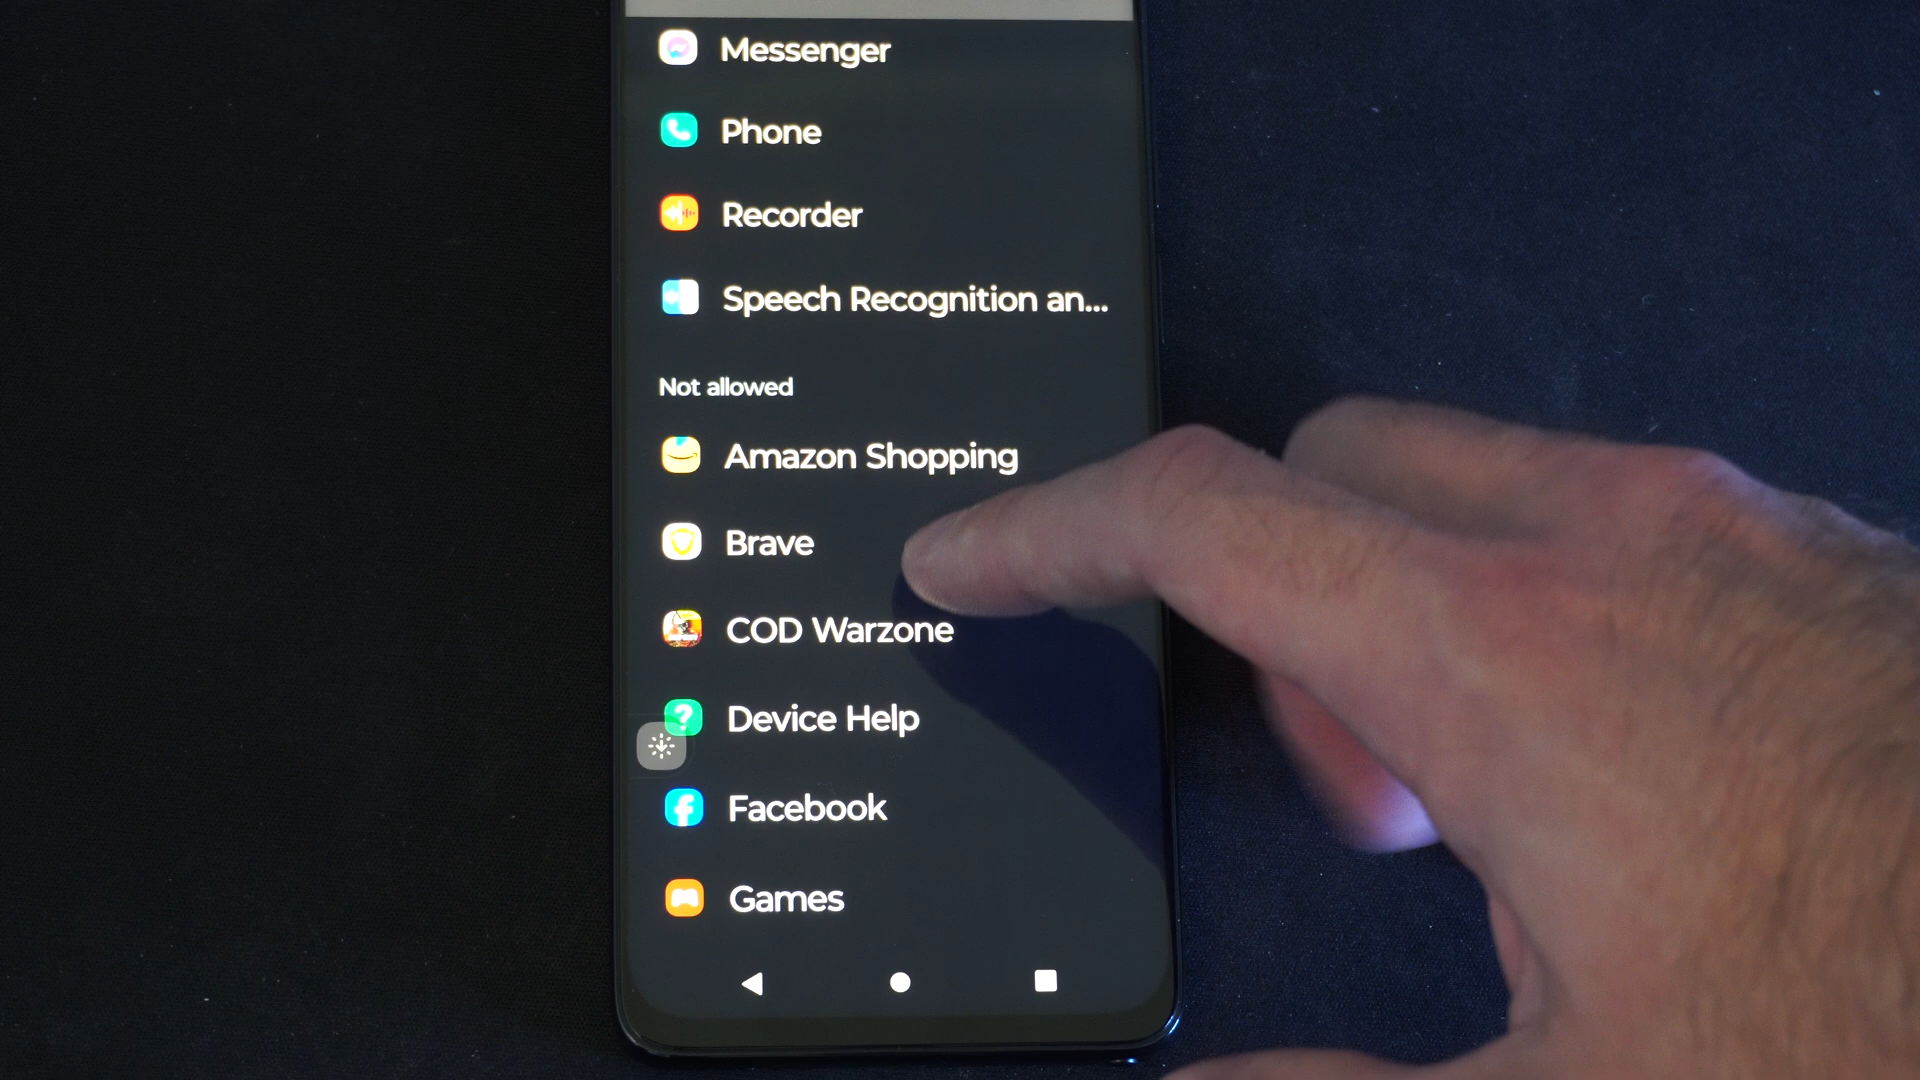 Messenger
Phone
Recorder
Speech Recognition an...
Not allowed
Amazon Shopping
Brave
COD Warzone
Device Help
Facebook
Games